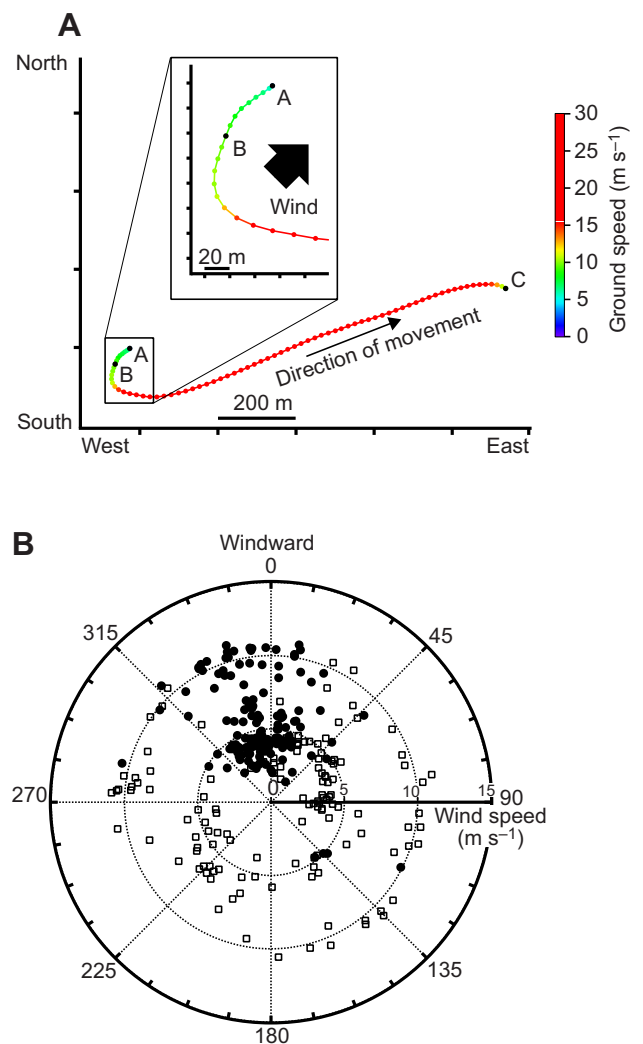 A
North
A
B
Wind
20 m
30
25
20
15
10
5
0
Ground speed (m s⁻¹)
C
A
B
Direction of movement
200 m
South
West
East
B
Windward
0
315
45
270
0
5
10
15
90
Wind speed
(m s⁻¹)
225
135
180